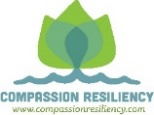 COMPASSION RESILIENCY
www.compassionresiliency.com